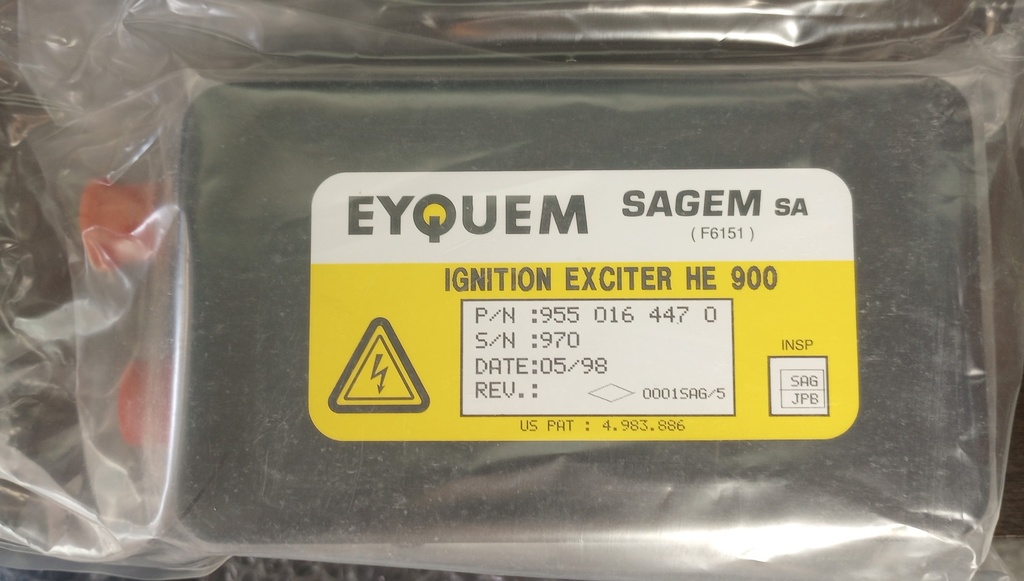 EYQUEM SAGEM SA
( F6151 )
IGNITION EXCITER HE 900
P/N :955 016 447 0
S/N :970
DATE:05/98
REV.: 0001SAG/5
INSP
SAG
JPB
US PAT : 4.983.886